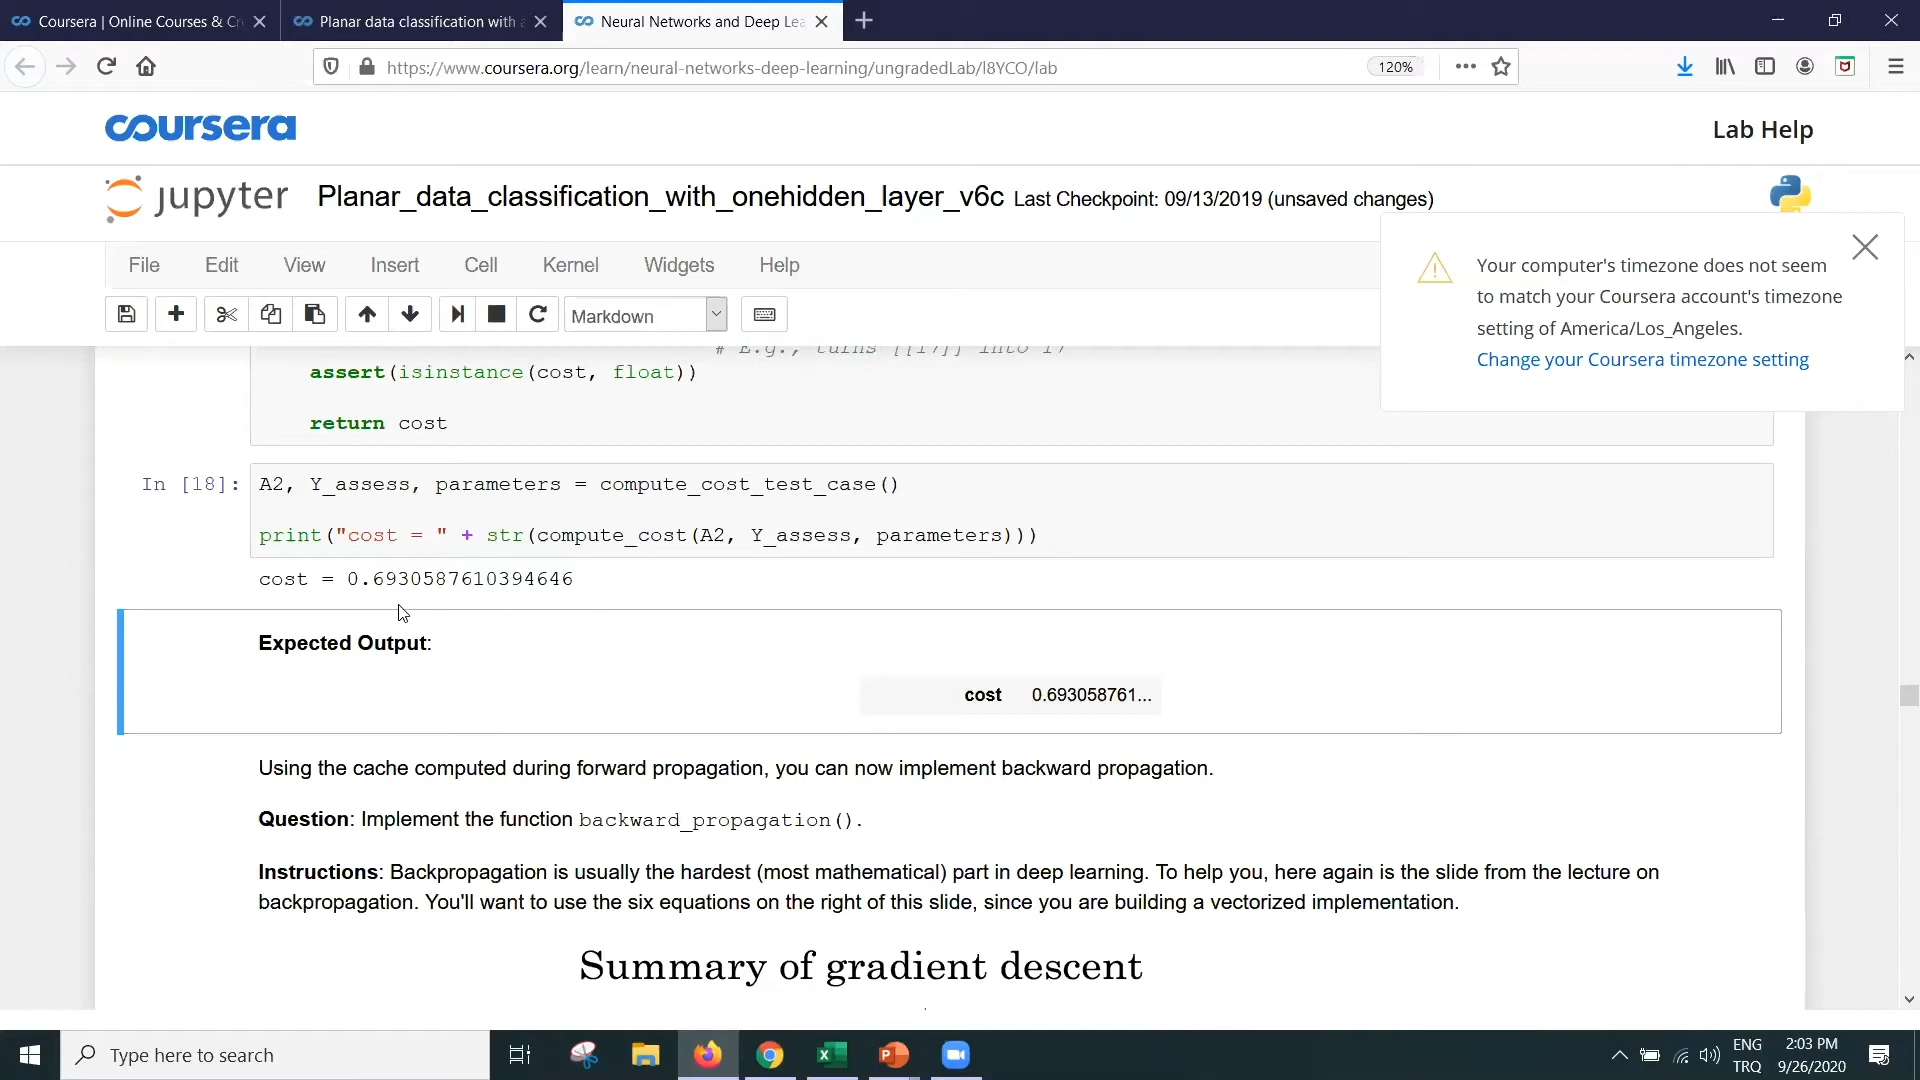 Coursera | Online Courses & Cr
Planar data classification with
Neural Networks and Deep Lea
https://www.coursera.org/learn/neural-networks-deep-learning/ungradedLab/l8YCO/lab
120%
coursera
Lab Help
jupyter
Planar_data_classification_with_onehidden_layer_v6c Last Checkpoint: 09/13/2019 (unsaved changes)
Your computer's timezone does not seem
to match your Coursera account's timezone
setting of America/Los_Angeles.
Change your Coursera timezone setting
File Edit View Insert Cell Kernel Widgets Help
Markdown
# E.g., turns [[17]] into 17
assert(isinstance(cost, float))
return cost
In [18]: A2, Y_assess, parameters = compute_cost_test_case()
print("cost = " + str(compute_cost(A2, Y_assess, parameters)))
cost = 0.6930587610394646
Expected Output:
cost 0.693058761...
Using the cache computed during forward propagation, you can now implement backward propagation.
Question: Implement the function backward_propagation().
Instructions: Backpropagation is usually the hardest (most mathematical) part in deep learning. To help you, here again is the slide from the lecture on
backpropagation. You'll want to use the six equations on the right of this slide, since you are building a vectorized implementation.
Summary of gradient descent
Type here to search
ENG
TRQ
2:03 PM
9/26/2020